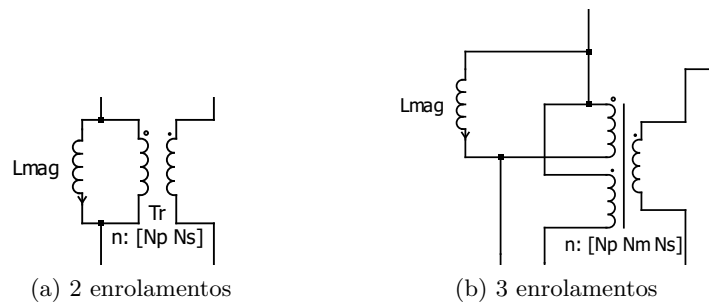 Lmag
Tr
n: [Np Ns]
(a) 2 enrolamentos
Lmag
n: [Np Nm Ns]
(b) 3 enrolamentos